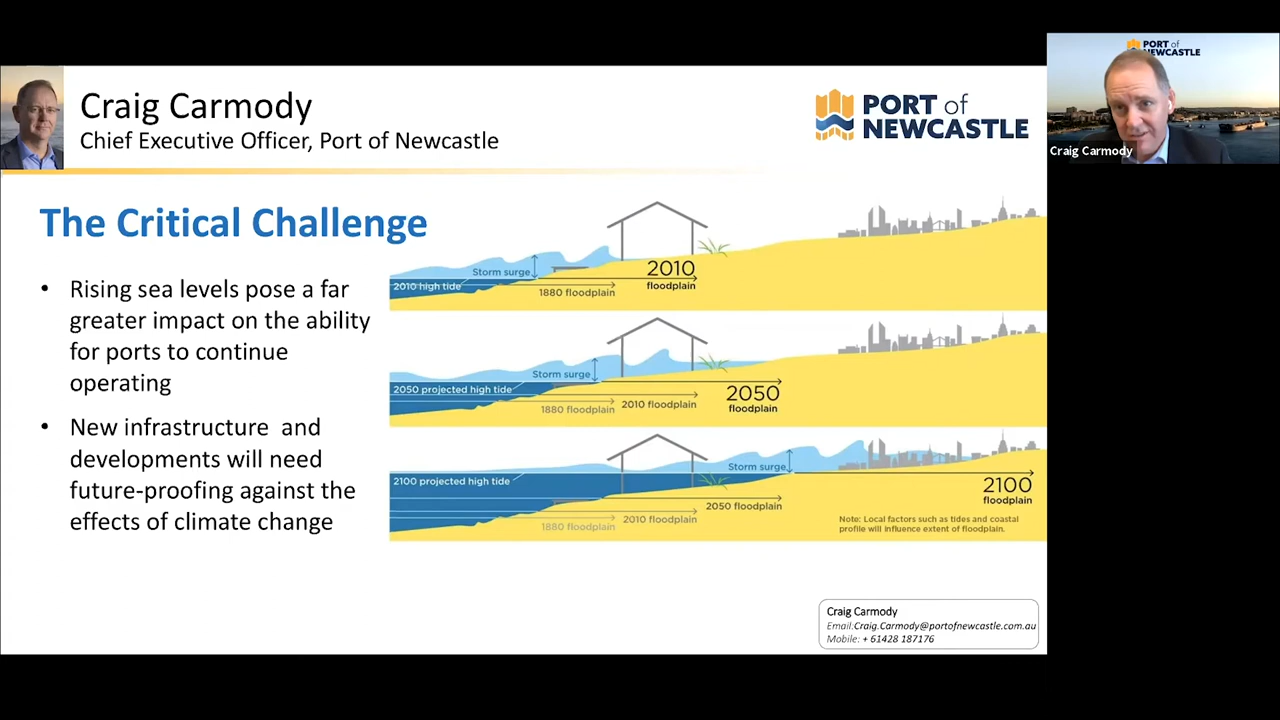 Craig Carmody
Chief Executive Officer, Port of Newcastle
PORT of
NEWCASTLE
PORT of
NEWCASTLE
Craig Carmody
The Critical Challenge
• Rising sea levels pose a far
greater impact on the ability
for ports to continue
operating
• New infrastructure and
developments will need
future-proofing against the
effects of climate change
Storm surge
2010 high tide
1880 floodplain
2010
floodplain
Storm surge
2050 projected high tide
1880 floodplain
2010 floodplain
2050
floodplain
Storm surge
2100 projected high tide
1880 floodplain
2010 floodplain
2050 floodplain
2100
floodplain
Note: Local factors such as tides and coastal
profile will influence extent of floodplain.
Craig Carmody
Email.Craig.Carmody@portofnewcastle.com.au
Mobile: + 61428 187176